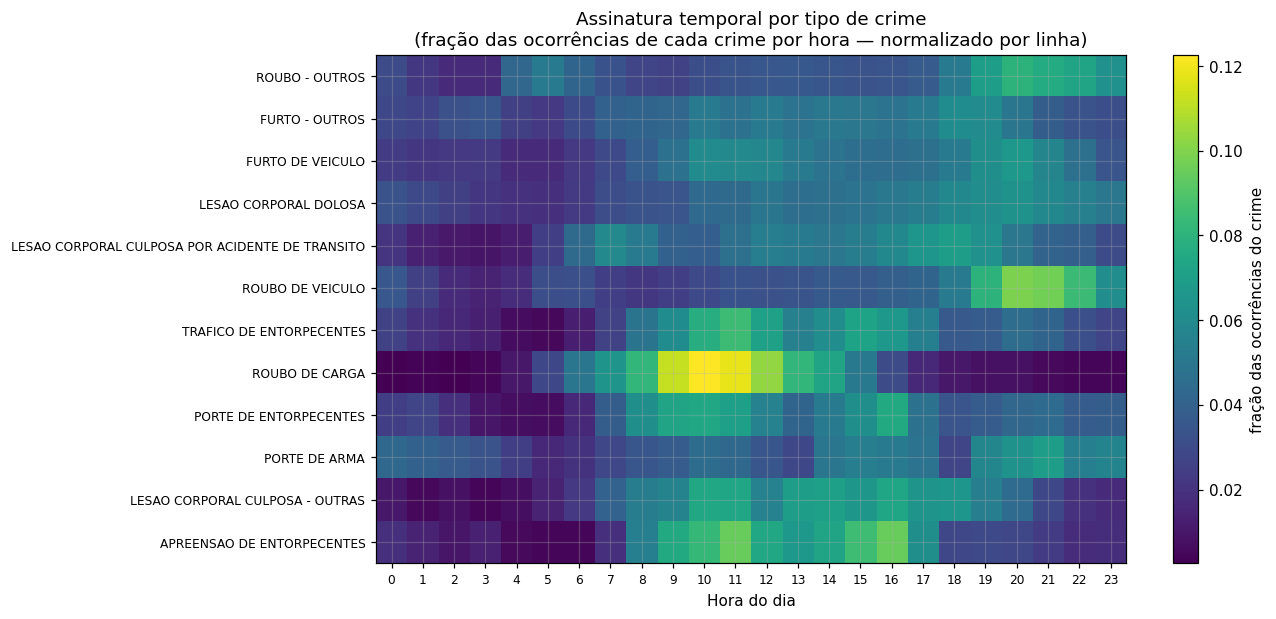 Assinatura temporal por tipo de crime
(fração das ocorrências de cada crime por hora — normalizado por linha)
ROUBO - OUTROS
FURTO - OUTROS
FURTO DE VEICULO
LESAO CORPORAL DOLOSA
LESAO CORPORAL CULPOSA POR ACIDENTE DE TRANSITO
ROUBO DE VEICULO
TRAFICO DE ENTORPECENTES
ROUBO DE CARGA
PORTE DE ENTORPECENTES
PORTE DE ARMA
LESAO CORPORAL CULPOSA - OUTRAS
APREENSAO DE ENTORPECENTES
0 1 2 3 4 5 6 7 8 9 10 11 12 13 14 15 16 17 18 19 20 21 22 23
Hora do dia
0.12
0.10
0.08
0.06
0.04
0.02
fração das ocorrências do crime